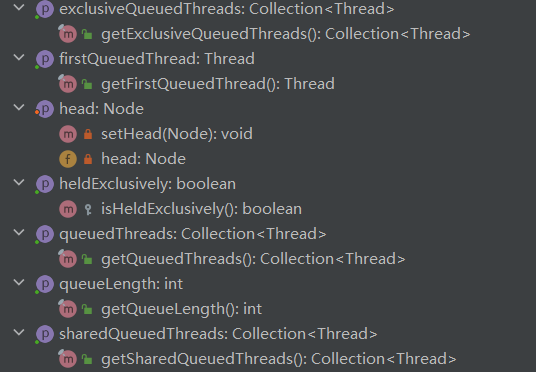 exclusiveQueuedThreads: Collection<Thread>
getExclusiveQueuedThreads(): Collection<Thread>
firstQueuedThread: Thread
getFirstQueuedThread(): Thread
head: Node
setHead(Node): void
head: Node
heldExclusively: boolean
isHeldExclusively(): boolean
queuedThreads: Collection<Thread>
getQueuedThreads(): Collection<Thread>
queueLength: int
getQueueLength(): int
sharedQueuedThreads: Collection<Thread>
getSharedQueuedThreads(): Collection<Thread>